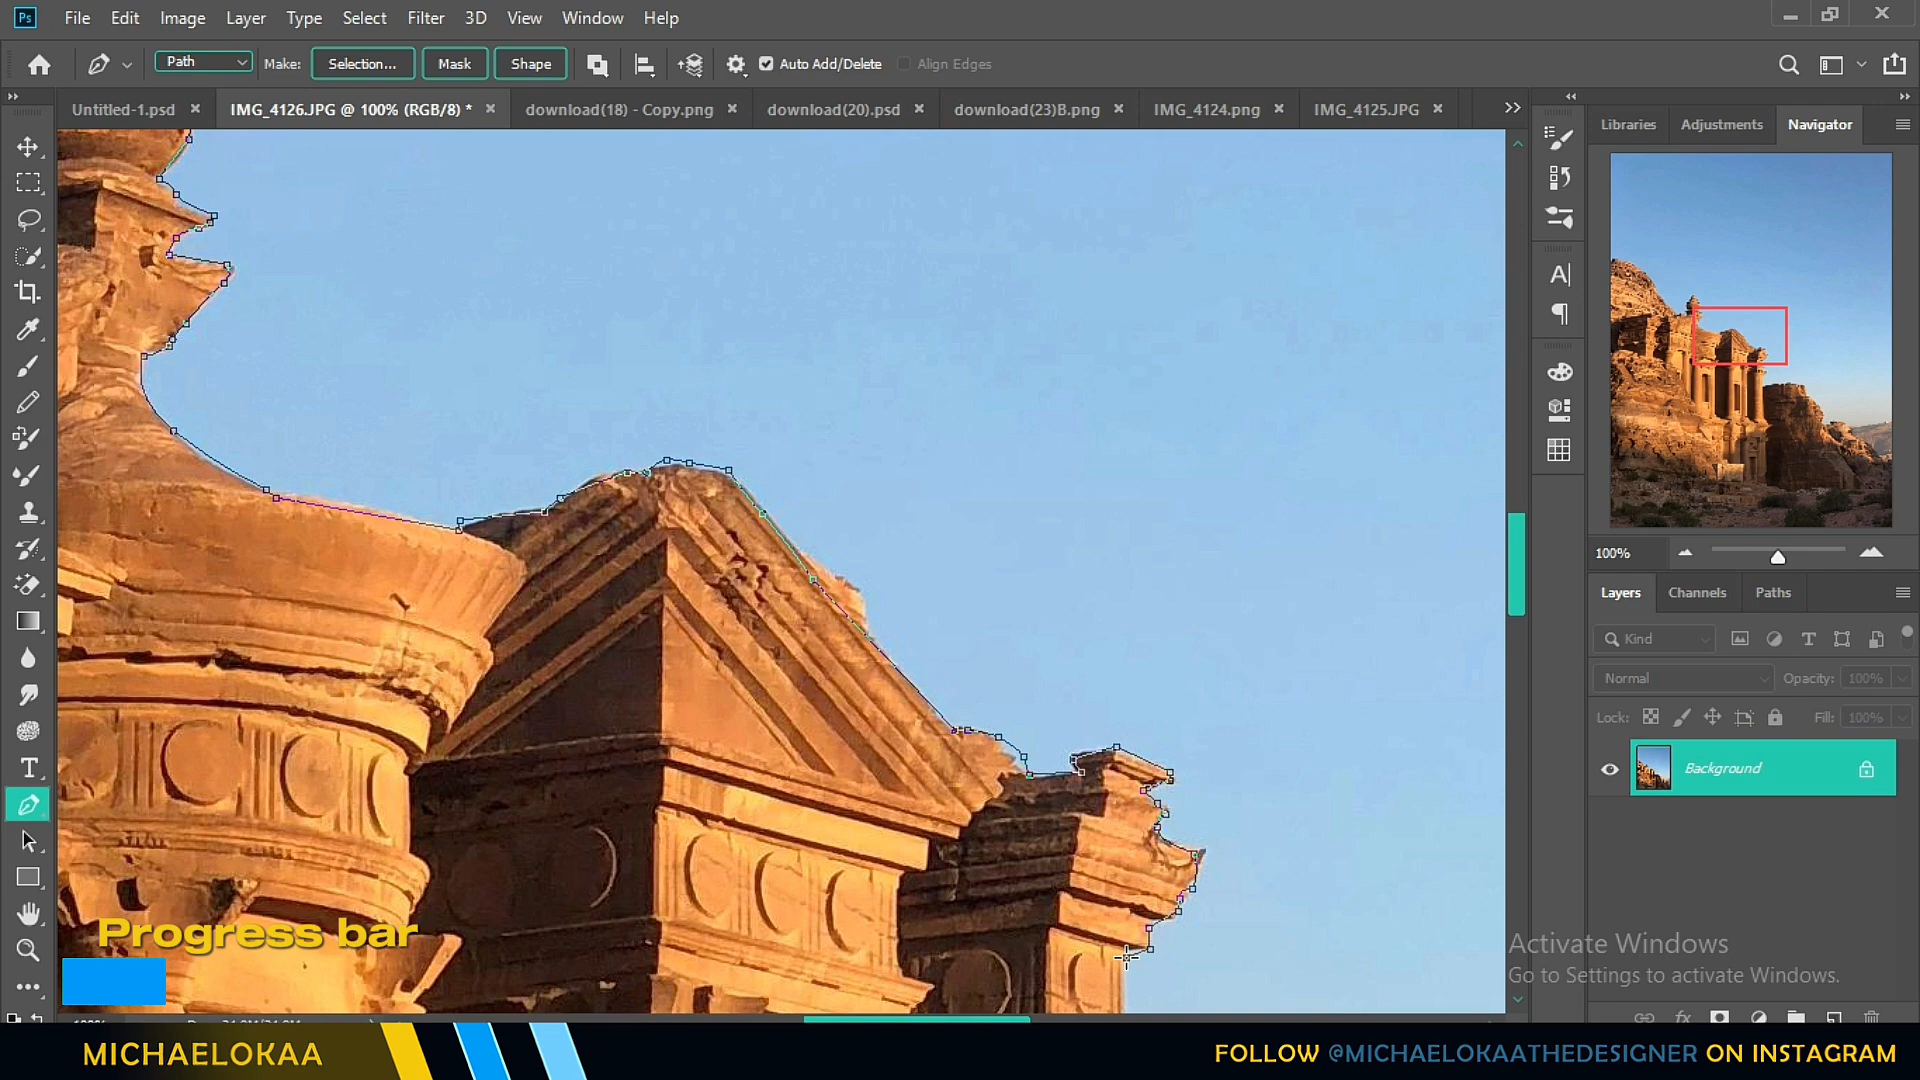 Ps File Edit Image Layer Type Select Filter 3D View Window Help
Path Make: Selection... Mask Shape Auto Add/Delete Align Edges
Untitled-1.psd × IMG_4126.JPG @ 100% (RGB/8) * × download(18) - Copy.png × download(20).psd × download(23)B.png × IMG_4124.png × IMG_4125.JPG ×
Libraries Adjustments Navigator
100%
Layers Channels Paths
Kind
Normal Opacity: 100%
Lock: Fill: 100%
Background
Progress bar
Activate Windows
Go to Settings to activate Windows.
MICHAELOKAA
FOLLOW @MICHAELOKAATHEDESIGNER ON INSTAGRAM